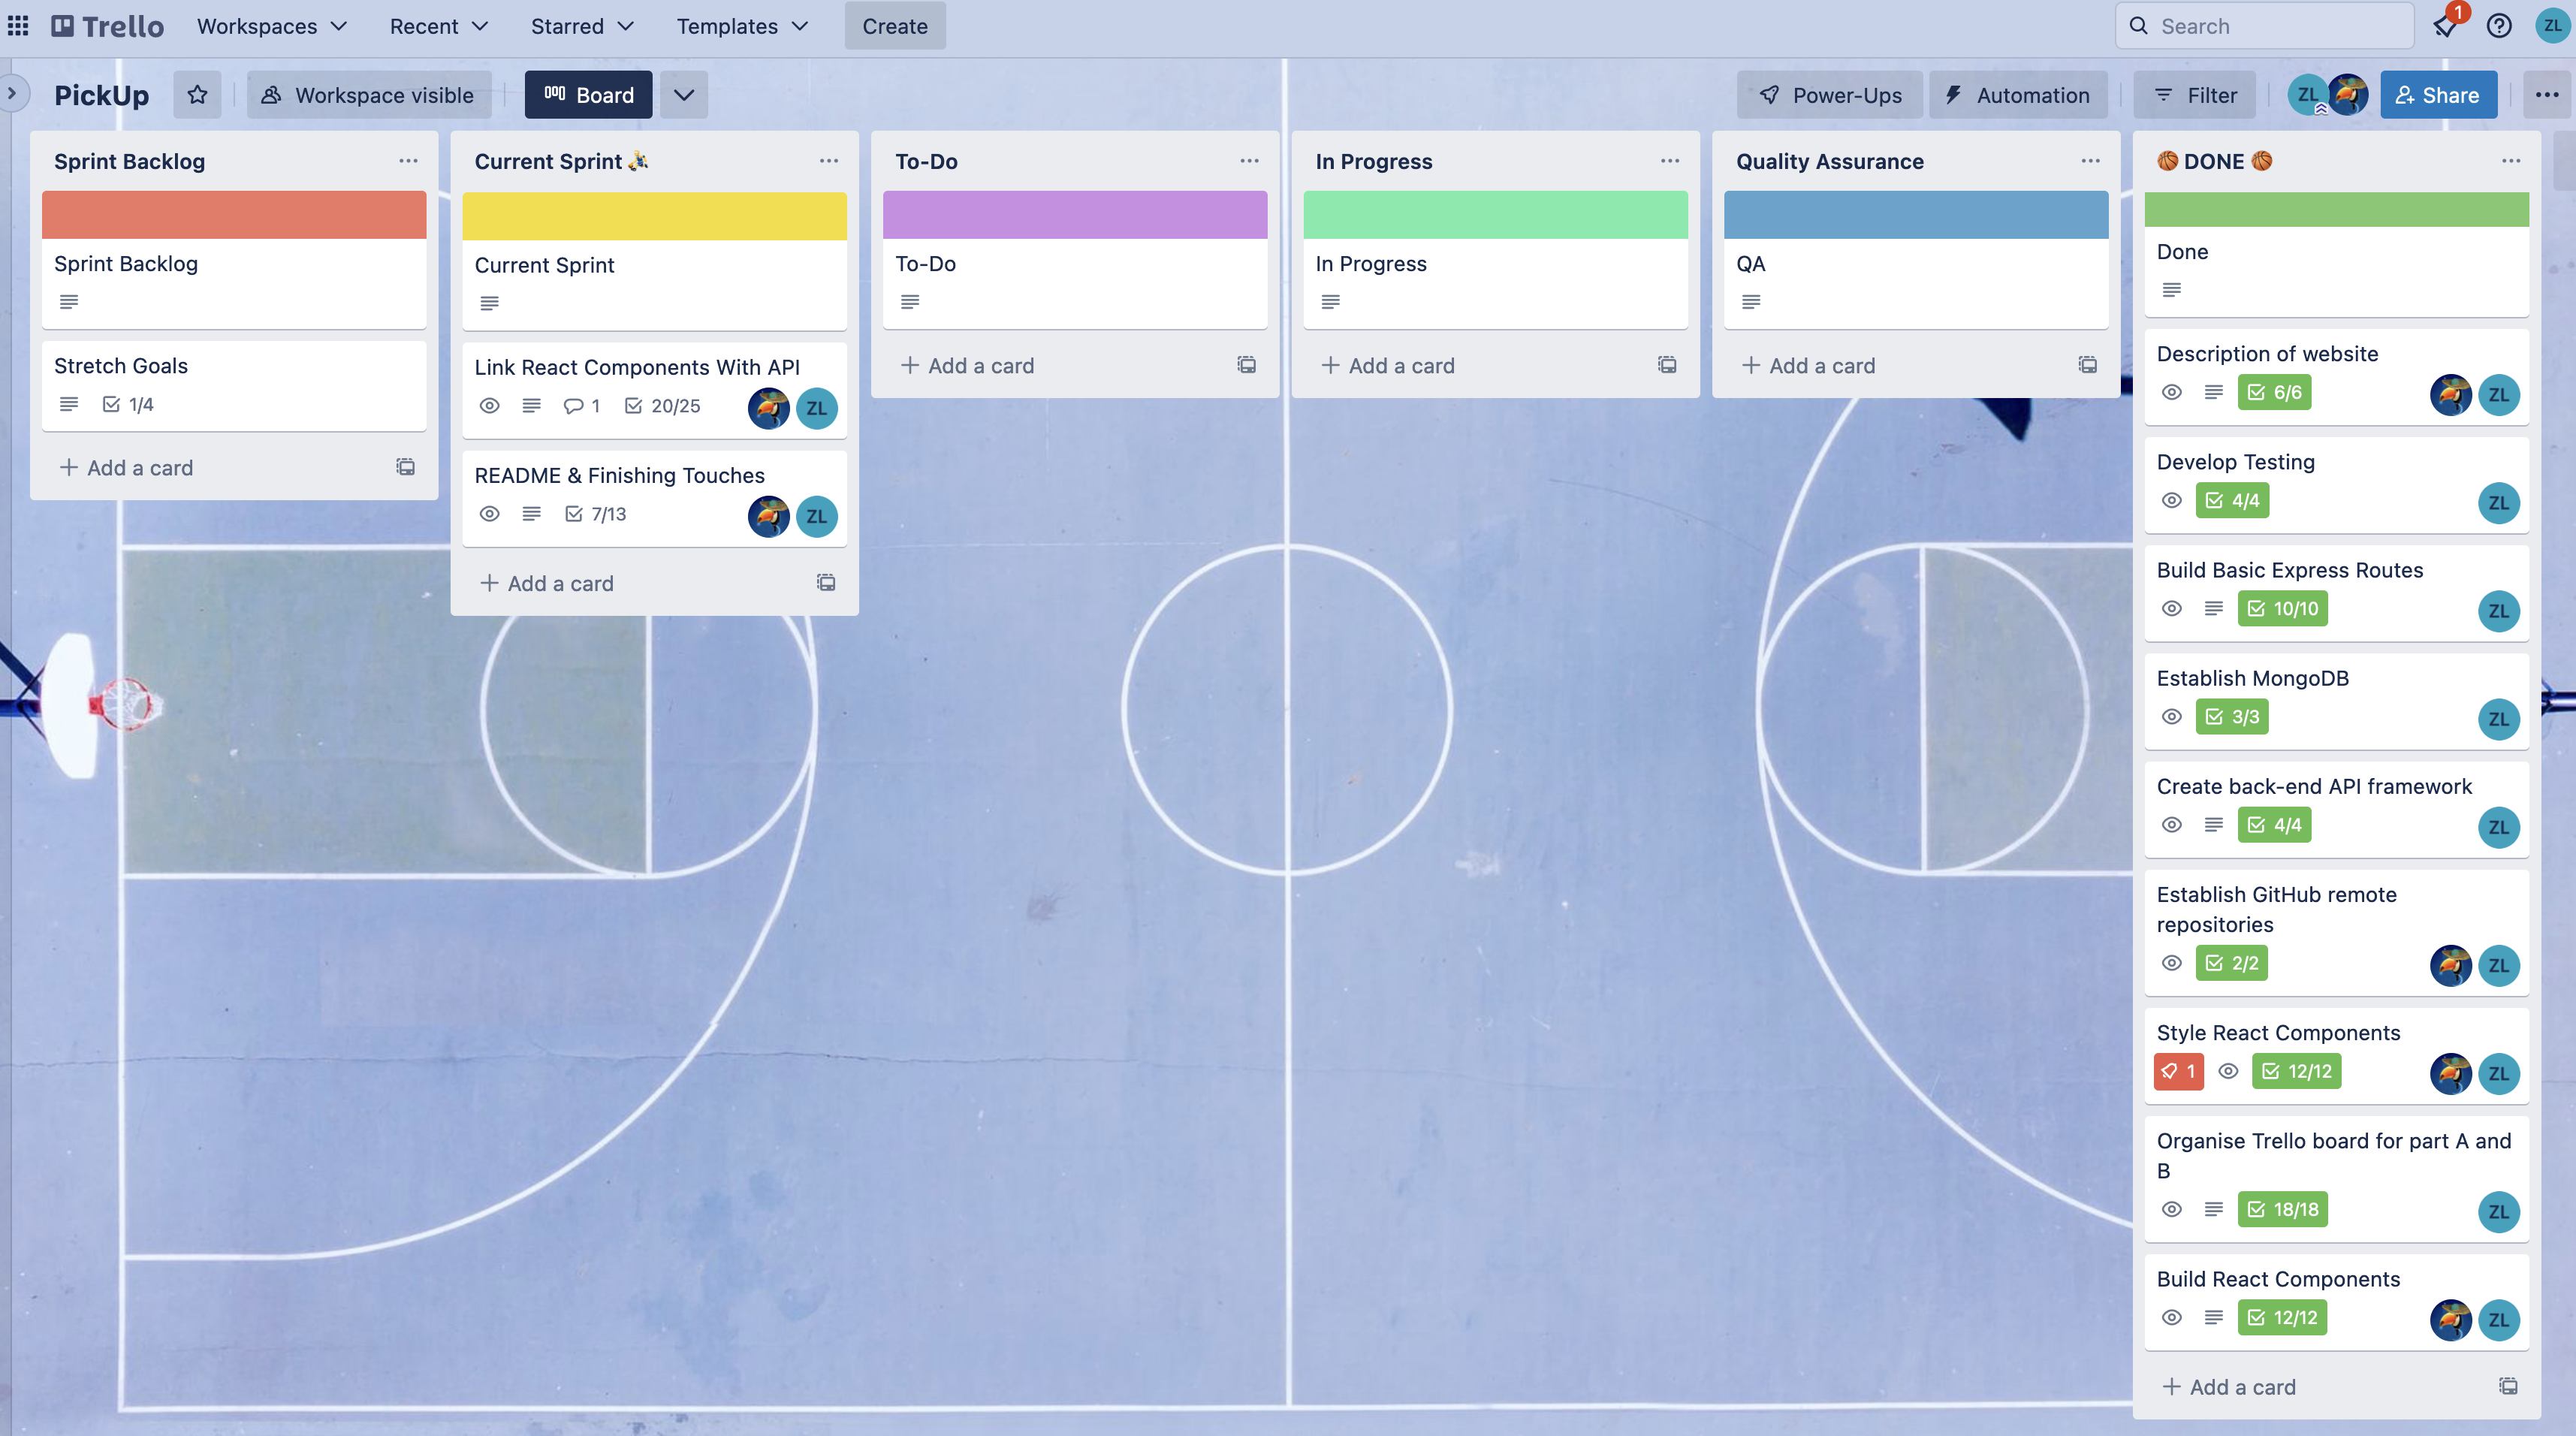 Trello Workspaces Recent Starred Templates Create Search 1 ZL
PickUp Workspace visible Board Power-Ups Automation Filter ZL Share
Sprint Backlog
Sprint Backlog
Stretch Goals
1/4
Add a card
Current Sprint
Current Sprint
Link React Components With API
1 20/25 ZL
README & Finishing Touches
7/13 ZL
Add a card
To-Do
To-Do
Add a card
In Progress
In Progress
Add a card
Quality Assurance
QA
Add a card
🏀 DONE 🏀
Done
Description of website
6/6 ZL
Develop Testing
4/4 ZL
Build Basic Express Routes
10/10 ZL
Establish MongoDB
3/3 ZL
Create back-end API framework
4/4 ZL
Establish GitHub remote
repositories
2/2 ZL
Style React Components
1 12/12 ZL
Organise Trello board for part A and
B
18/18 ZL
Build React Components
12/12 ZL
Add a card